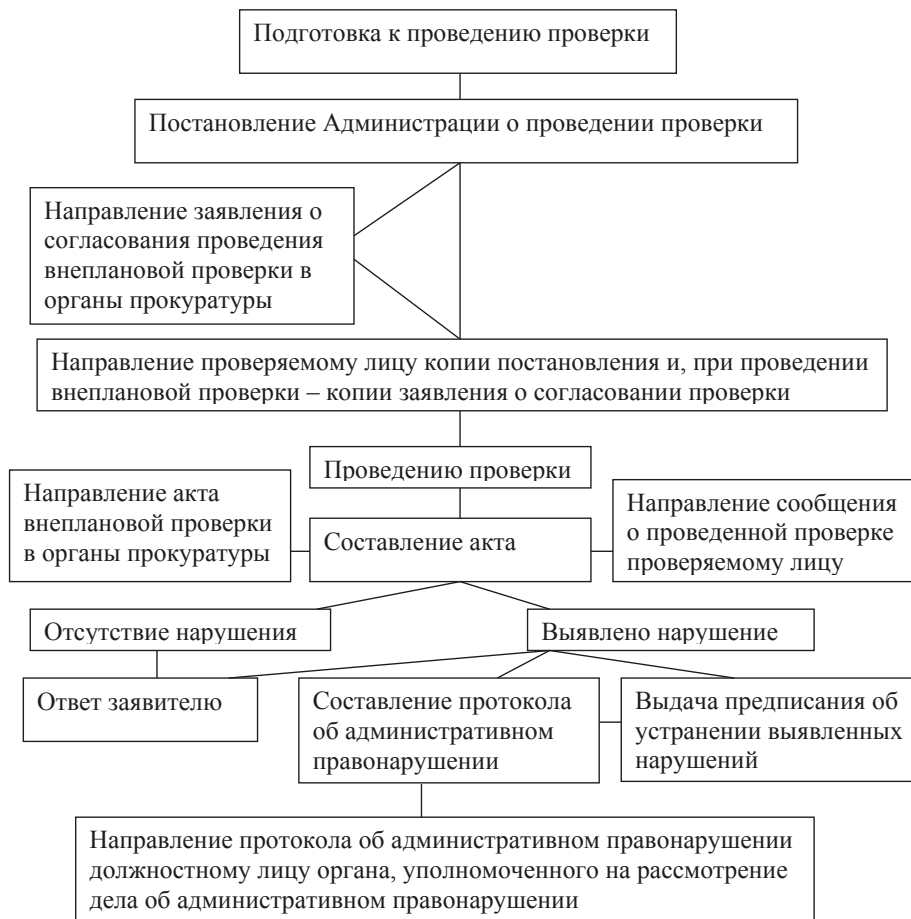 Подготовка к проведению проверки
Постановление Администрации о проведении проверки
Направление заявления о
согласования проведения
внеплановой проверки в
органы прокуратуры
Направление проверяемому лицу копии постановления и, при проведении
внеплановой проверки – копии заявления о согласовании проверки
Проведению проверки
Направление акта
внеплановой проверки
в органы прокуратуры
Составление акта
Направление сообщения
о проведенной проверке
проверяемому лицу
Отсутствие нарушения
Выявлено нарушение
Ответ заявителю
Составление протокола
об административном
правонарушении
Выдача предписания об
устранении выявленных
нарушений
Направление протокола об административном правонарушении
должностному лицу органа, уполномоченного на рассмотрение
дела об административном правонарушении